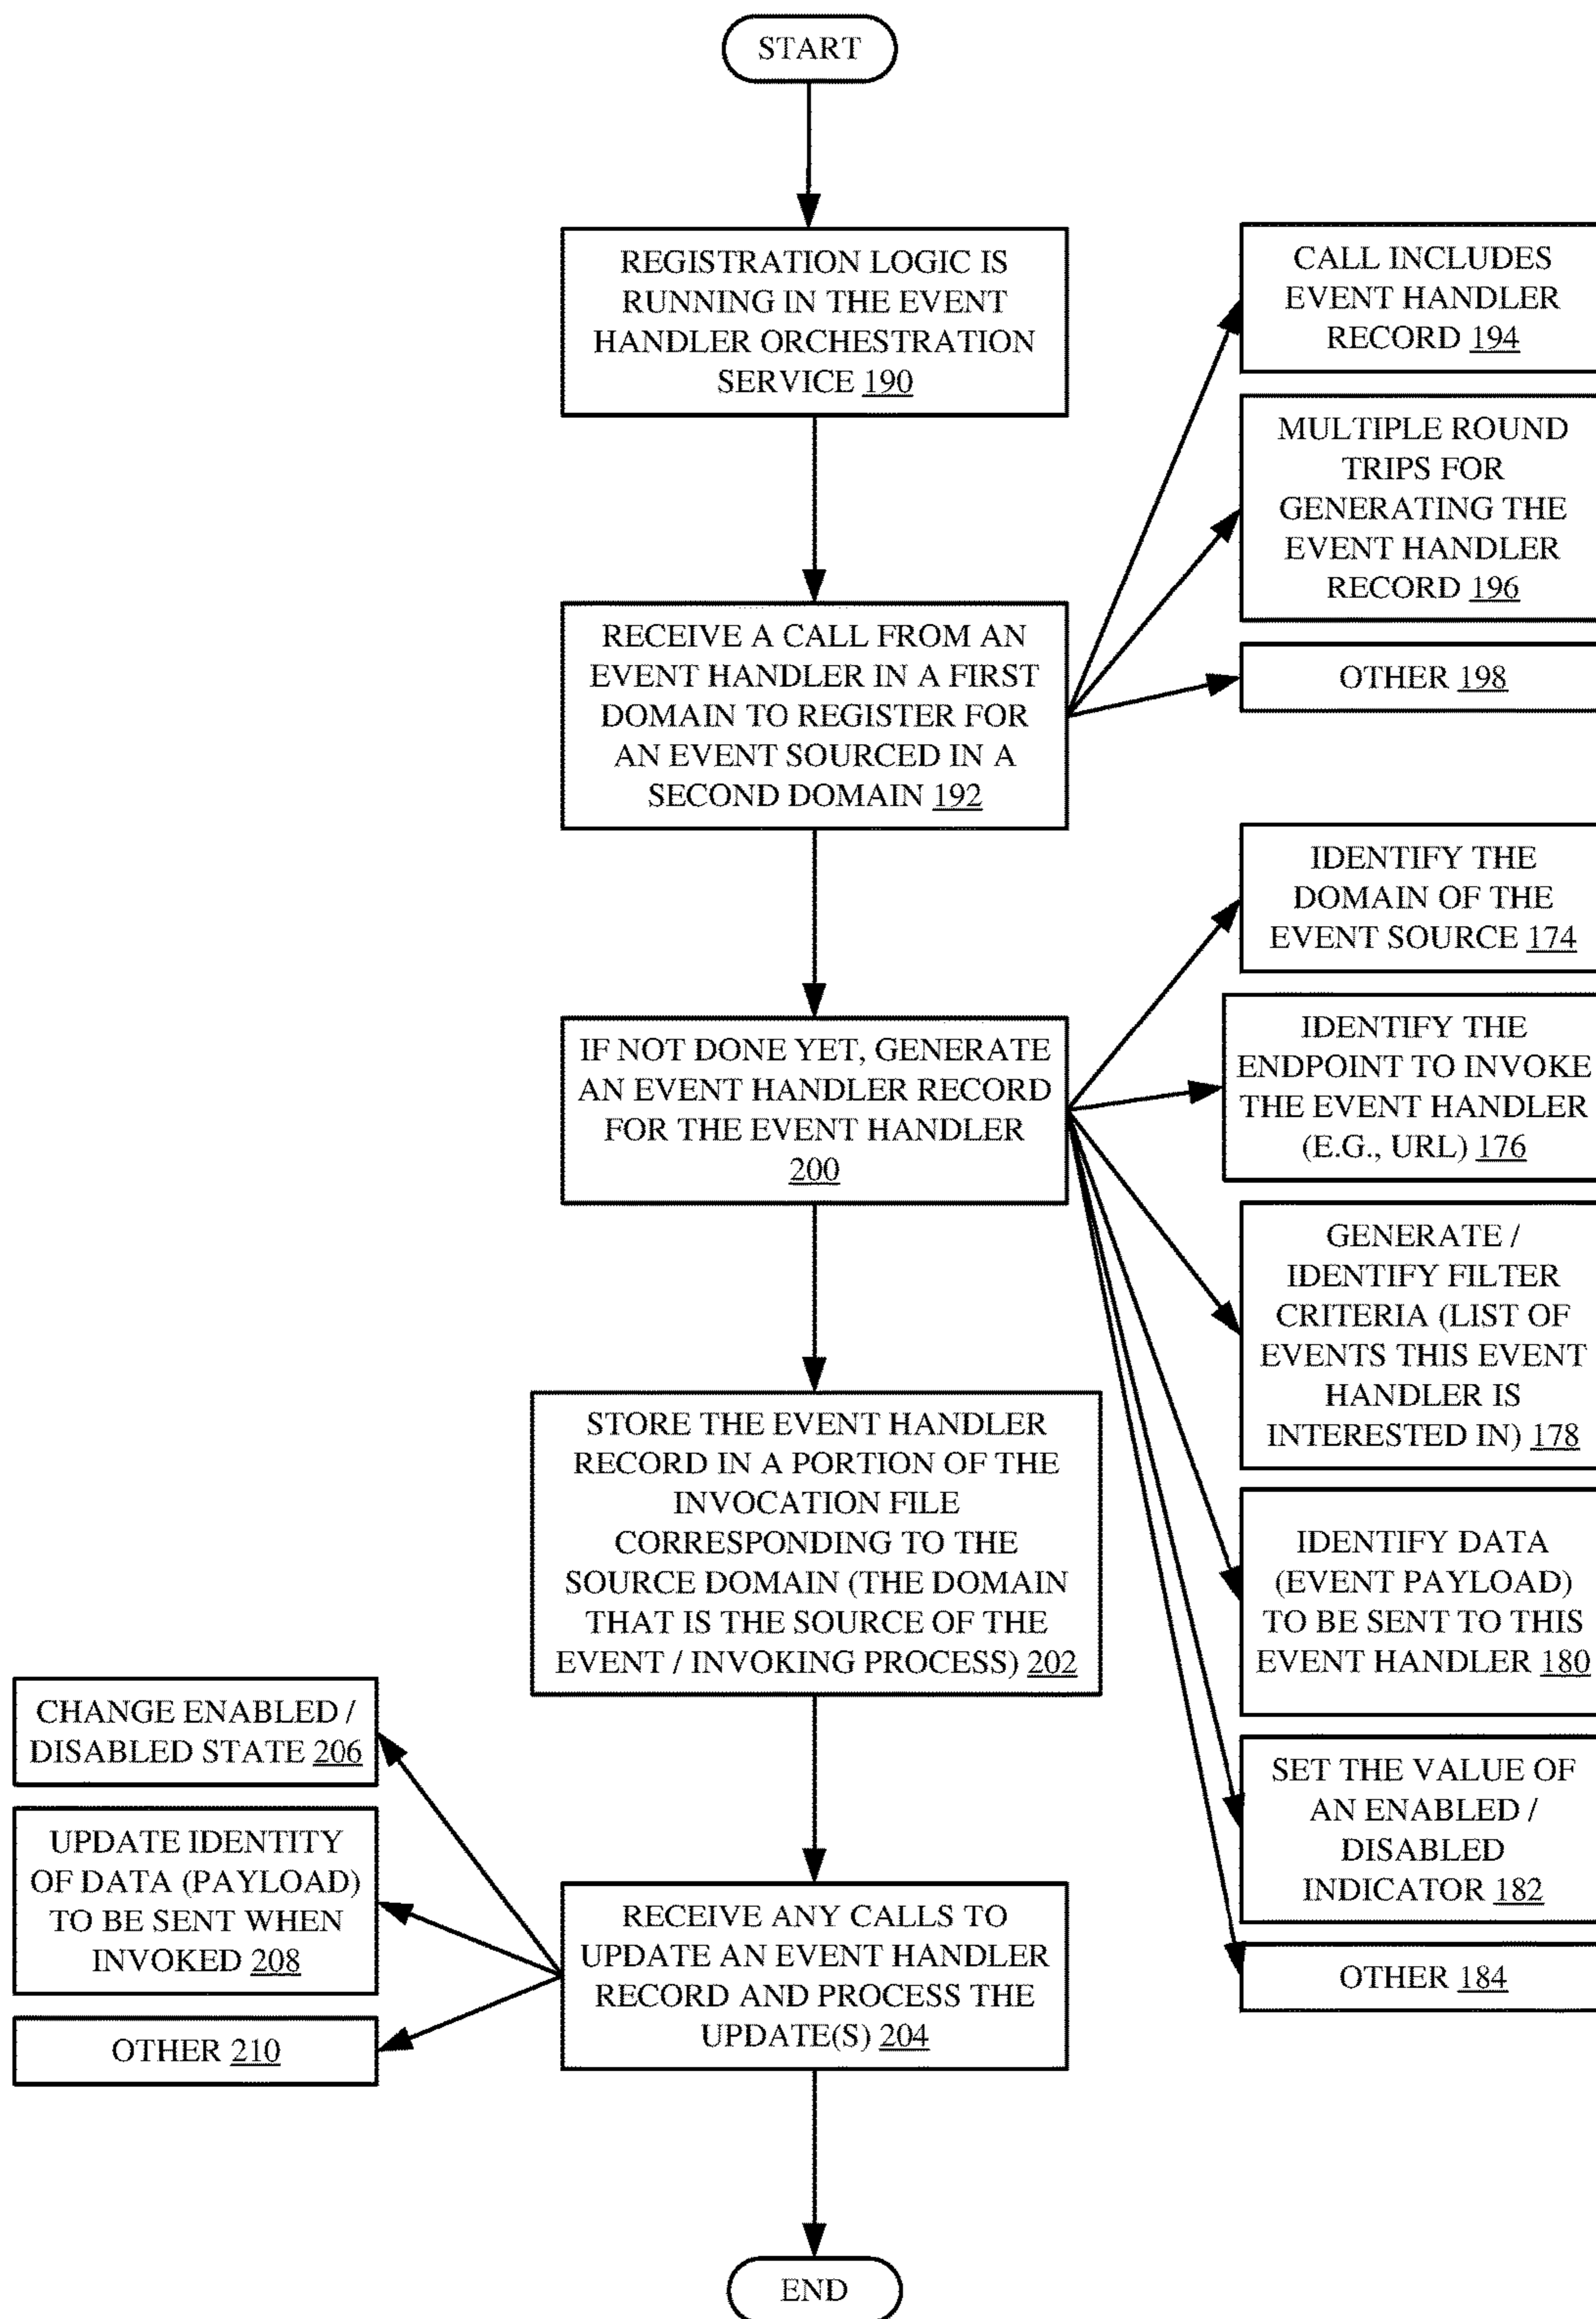 START
REGISTRATION LOGIC IS
RUNNING IN THE EVENT
HANDLER ORCHESTRATION
SERVICE 190
CALL INCLUDES
EVENT HANDLER
RECORD 194
MULTIPLE ROUND
TRIPS FOR
GENERATING THE
EVENT HANDLER
RECORD 196
OTHER 198
RECEIVE A CALL FROM AN
EVENT HANDLER IN A FIRST
DOMAIN TO REGISTER FOR
AN EVENT SOURCED IN A
SECOND DOMAIN 192
IDENTIFY THE
DOMAIN OF THE
EVENT SOURCE 174
IDENTIFY THE
ENDPOINT TO INVOKE
THE EVENT HANDLER
(E.G., URL) 176
IF NOT DONE YET, GENERATE
AN EVENT HANDLER RECORD
FOR THE EVENT HANDLER
200
GENERATE /
IDENTIFY FILTER
CRITERIA (LIST OF
EVENTS THIS EVENT
HANDLER IS
INTERESTED IN) 178
IDENTIFY DATA
(EVENT PAYLOAD)
TO BE SENT TO THIS
EVENT HANDLER 180
SET THE VALUE OF
AN ENABLED /
DISABLED
INDICATOR 182
OTHER 184
STORE THE EVENT HANDLER
RECORD IN A PORTION OF THE
INVOCATION FILE
CORRESPONDING TO THE
SOURCE DOMAIN (THE DOMAIN
THAT IS THE SOURCE OF THE
EVENT / INVOKING PROCESS) 202
CHANGE ENABLED /
DISABLED STATE 206
UPDATE IDENTITY
OF DATA (PAYLOAD)
TO BE SENT WHEN
INVOKED 208
OTHER 210
RECEIVE ANY CALLS TO
UPDATE AN EVENT HANDLER
RECORD AND PROCESS THE
UPDATE(S) 204
END